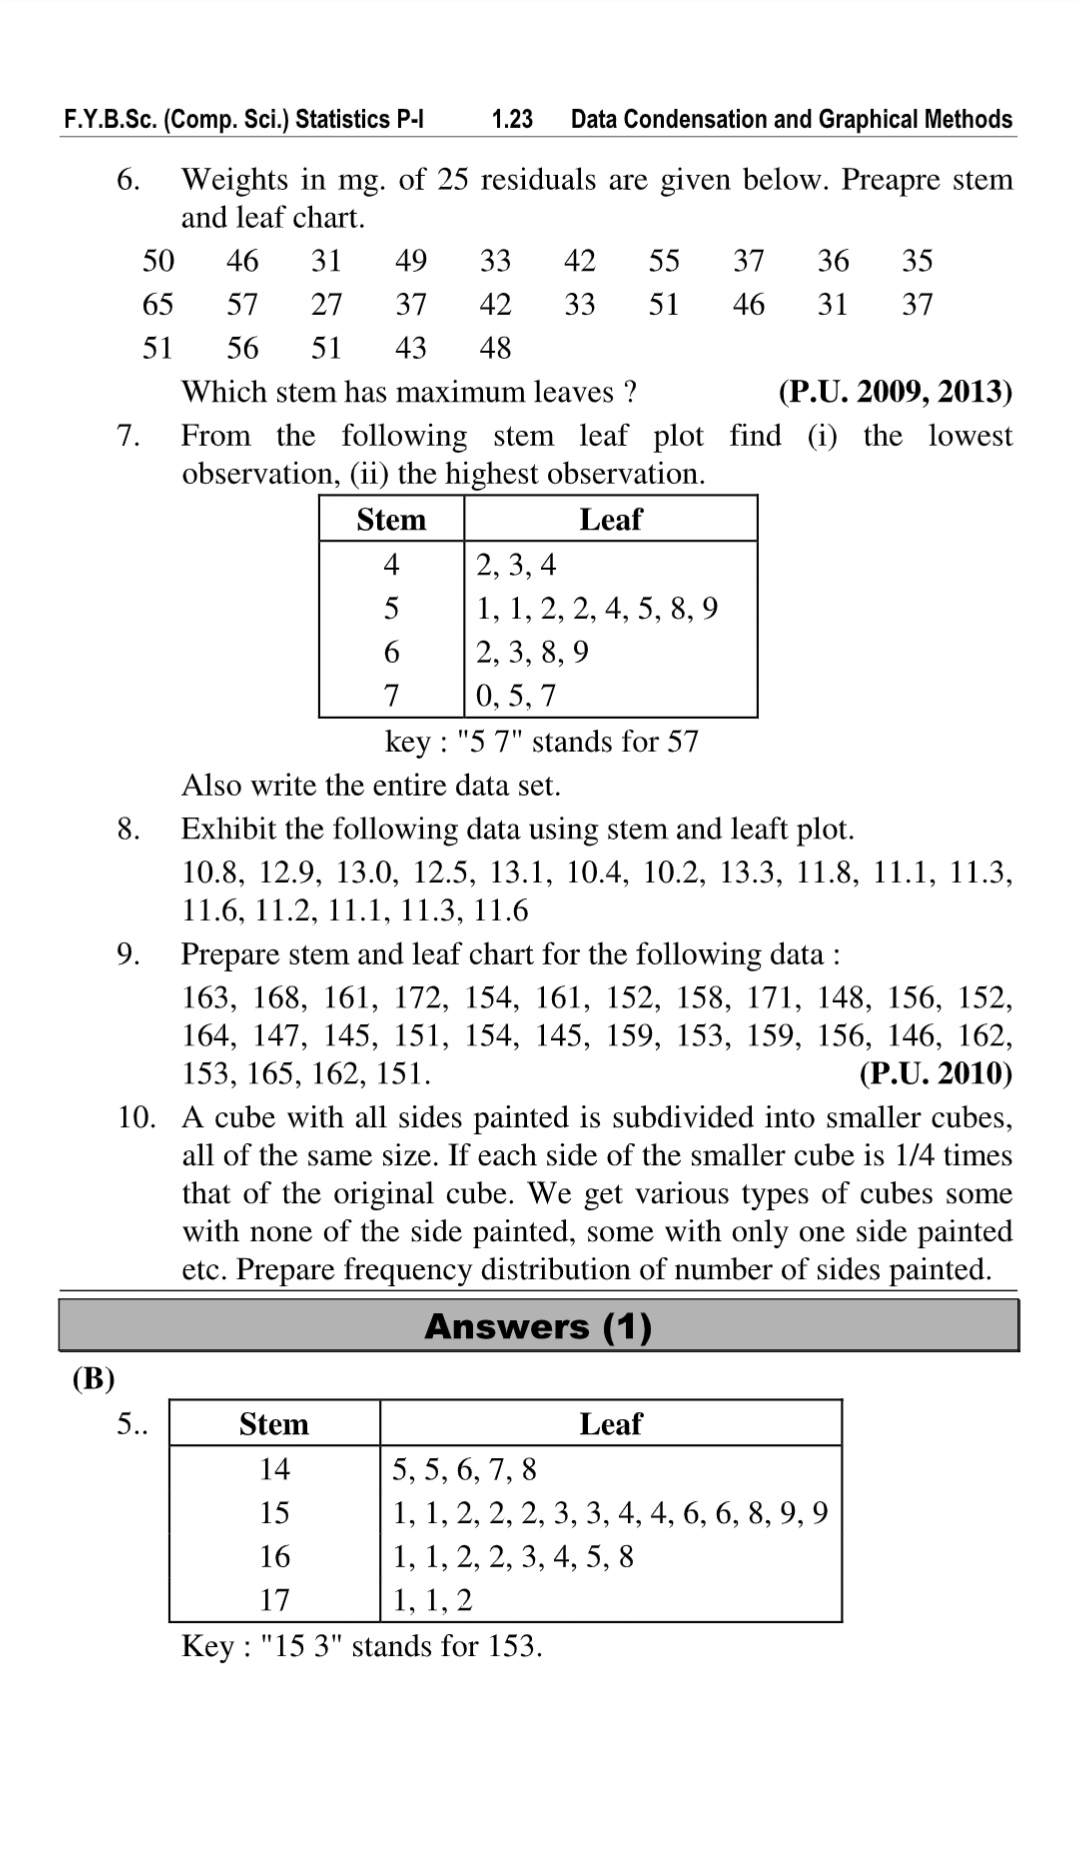 F.Y.B.Sc. (Comp. Sci.) Statistics P-I 1.23 Data Condensation and Graphical Methods
6. Weights in mg. of 25 residuals are given below. Preapre stem
and leaf chart.
50 46 31 49 33 42 55 37 36 35
65 57 27 37 42 33 51 46 31 37
51 56 51 43 48
Which stem has maximum leaves ? (P.U. 2009, 2013)
7. From the following stem leaf plot find (i) the lowest
observation, (ii) the highest observation.
Stem Leaf
4 2, 3, 4
5 1, 1, 2, 2, 4, 5, 8, 9
6 2, 3, 8, 9
7 0, 5, 7
key : "5 7" stands for 57
Also write the entire data set.
8. Exhibit the following data using stem and leaft plot.
10.8, 12.9, 13.0, 12.5, 13.1, 10.4, 10.2, 13.3, 11.8, 11.1, 11.3,
11.6, 11.2, 11.1, 11.3, 11.6
9. Prepare stem and leaf chart for the following data :
163, 168, 161, 172, 154, 161, 152, 158, 171, 148, 156, 152,
164, 147, 145, 151, 154, 145, 159, 153, 159, 156, 146, 162,
153, 165, 162, 151. (P.U. 2010)
10. A cube with all sides painted is subdivided into smaller cubes,
all of the same size. If each side of the smaller cube is 1/4 times
that of the original cube. We get various types of cubes some
with none of the side painted, some with only one side painted
etc. Prepare frequency distribution of number of sides painted.
Answers (1)
(B)
5.. Stem Leaf
14 5, 5, 6, 7, 8
15 1, 1, 2, 2, 2, 3, 3, 4, 4, 6, 6, 8, 9, 9
16 1, 1, 2, 2, 3, 4, 5, 8
17 1, 1, 2
Key : "15 3" stands for 153.